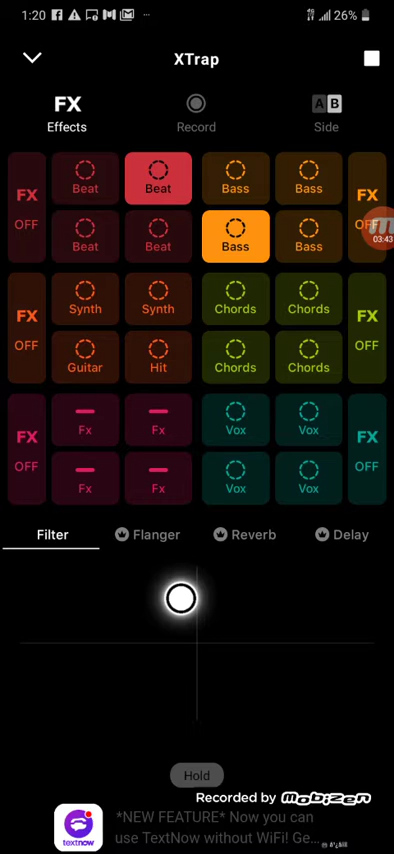 1:20 26%
XTrap
FX A B
Effects Record Side
FX Beat Beat Bass Bass FX
OFF Beat Beat Bass Bass OFF
03:43
FX Synth Synth Chords Chords FX
OFF Guitar Hit Chords Chords OFF
FX Fx Fx Vox Vox FX
OFF Fx Fx Vox Vox OFF
Filter Flanger Reverb Delay
Hold
Recorded by mobizen
textnow
*NEW FEATURE* Now you can
use TextNow without WiFi! Ge...